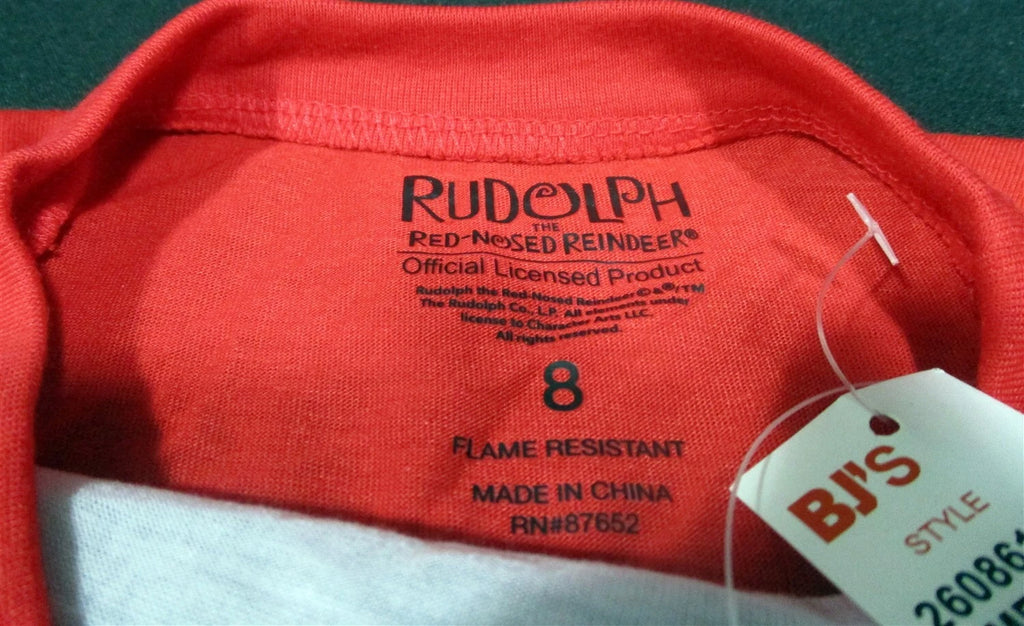 RUDOLPH
THE
RED-NOSED REINDEER®
Official Licensed Product
Rudolph the Red-Nosed Reindeer © & ®/TM
The Rudolph Co., L.P. All elements under
license to Character Arts LLC.
All rights reserved.
8
FLAME RESISTANT
MADE IN CHINA
RN#87652
BJ'S
STYLE
260861